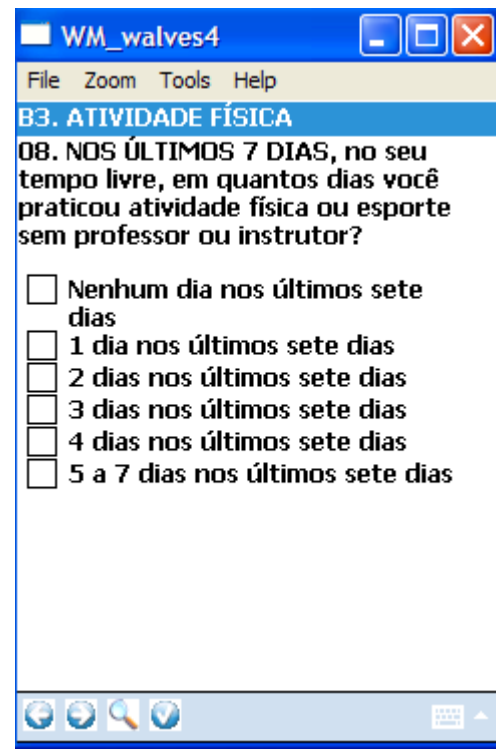 WM_walves4
File Zoom Tools Help
B3. ATIVIDADE FÍSICA
08. NOS ÚLTIMOS 7 DIAS, no seu
tempo livre, em quantos dias você
praticou atividade física ou esporte
sem professor ou instrutor?
Nenhum dia nos últimos sete
dias
1 dia nos últimos sete dias
2 dias nos últimos sete dias
3 dias nos últimos sete dias
4 dias nos últimos sete dias
5 a 7 dias nos últimos sete dias